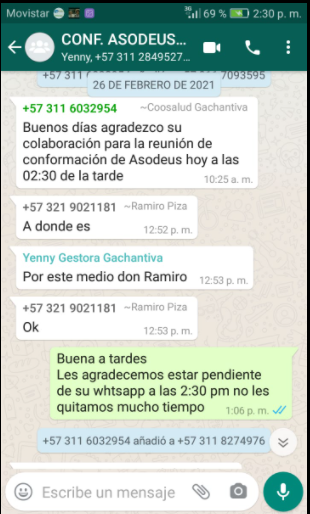 Movistar 69 % 2:30 p. m.
CONF. ASODEUS...
Yenny, +57 311 2849527...
+57 311 7093595
26 DE FEBRERO DE 2021
+57 311 6032954 ~Coosalud Gachantiva
Buenos días agradezco su
colaboración para la reunión de
conformación de Asodeus hoy a las
02:30 de la tarde
10:25 a. m.
+57 321 9021181 ~Ramiro Piza
A donde es
12:52 p. m.
Yenny Gestora Gachantiva
Por este medio don Ramiro 12:53 p. m.
+57 321 9021181 ~Ramiro Piza
Ok
12:53 p. m.
Buena a tardes
Les agradecemos estar pendiente
de su whtsapp a las 2:30 pm no les
quitamos mucho tiempo 1:06 p. m.
+57 311 6032954 añadió a +57 311 8274976
Escribe un mensaje